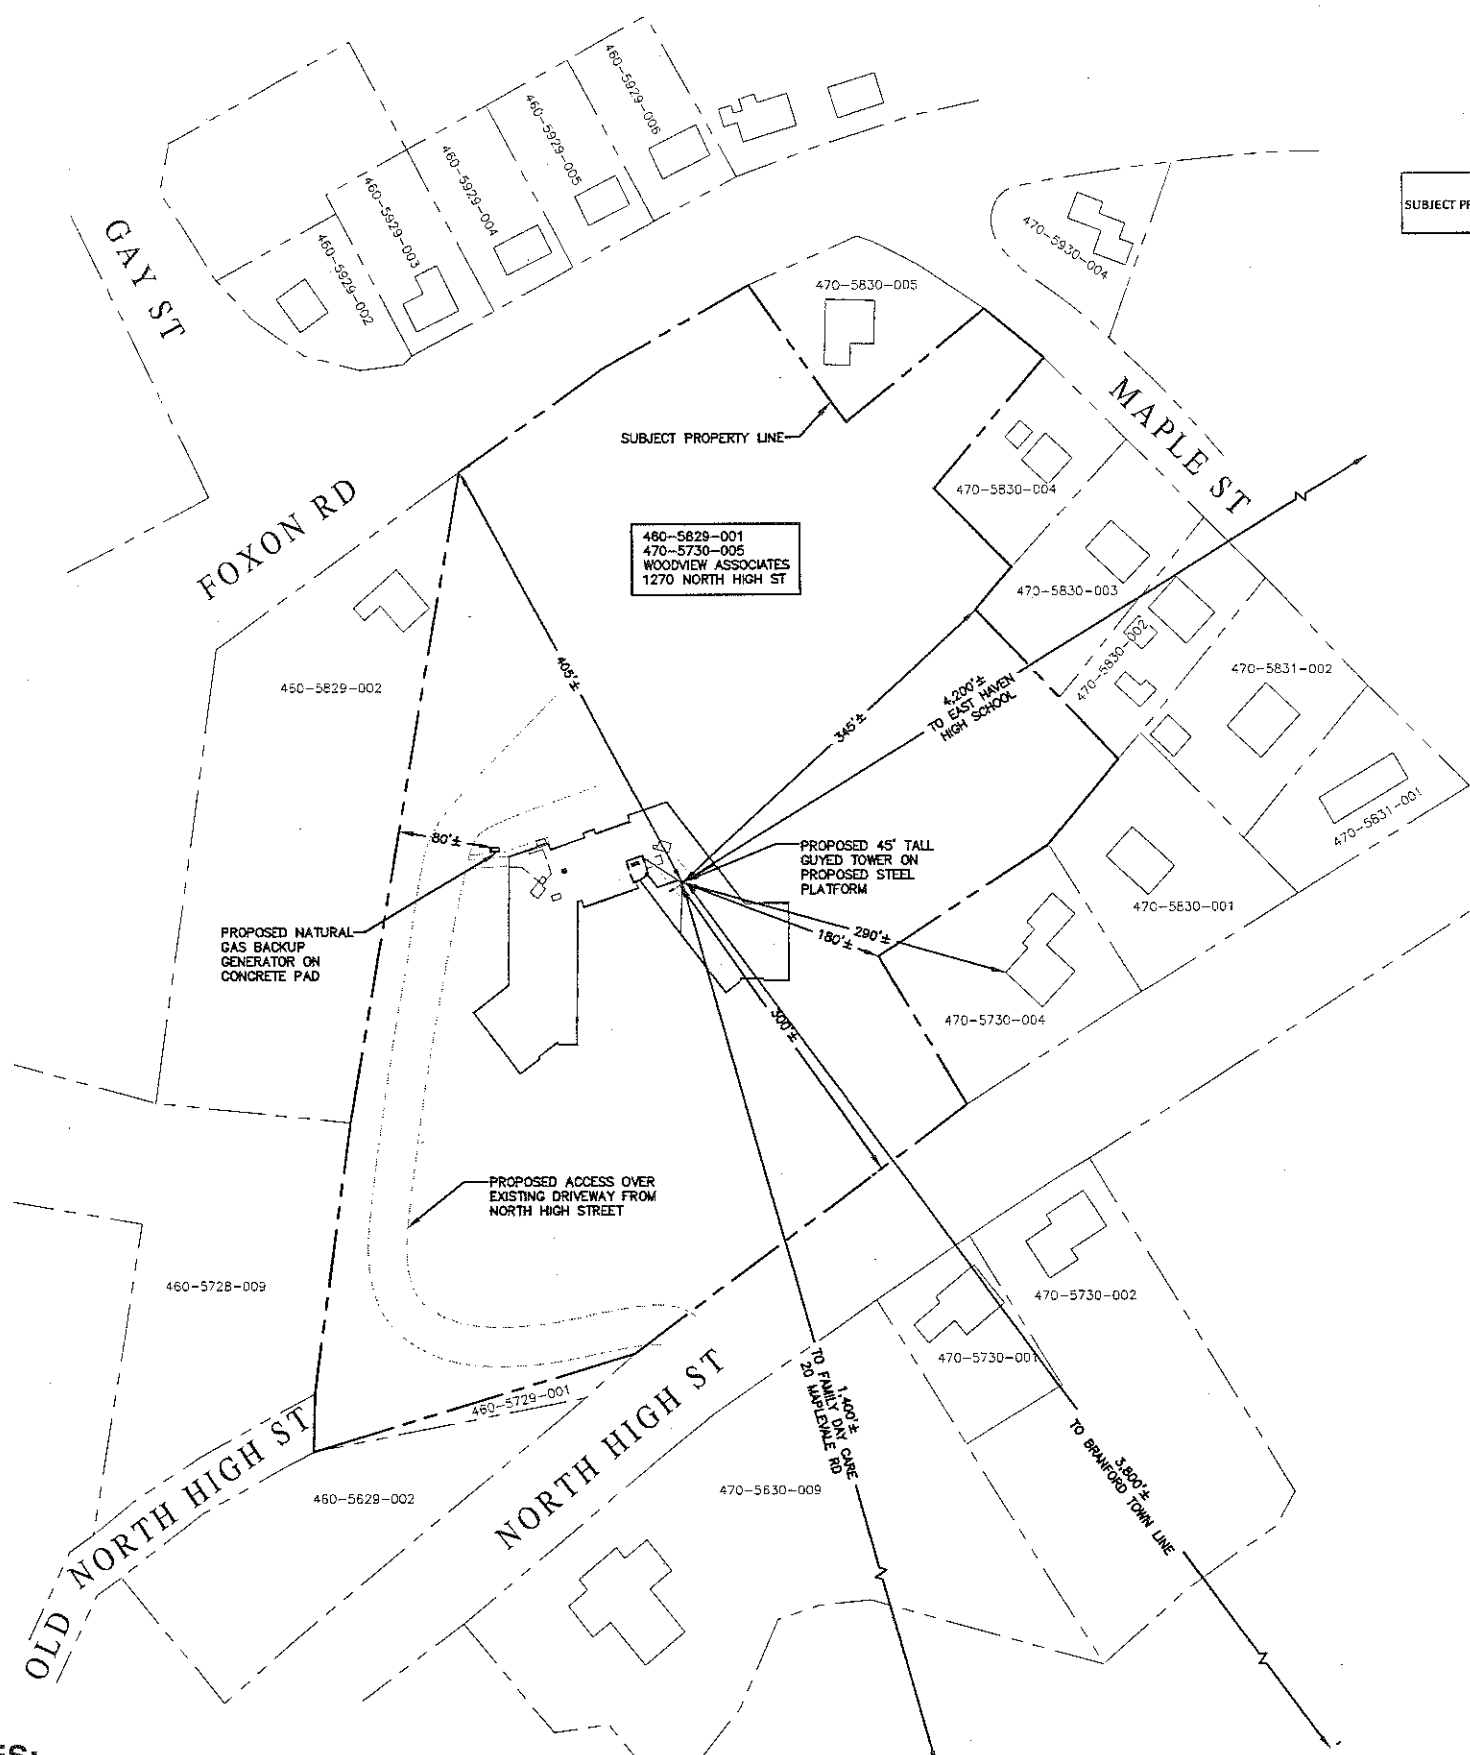 460-5929-006
460-5929-005
460-5929-004
460-5929-003
460-5929-002
GAY ST
SUBJECT
470-5930-004
470-5830-005
MAPLE ST
SUBJECT PROPERTY LINE
FOXON RD
470-5830-004
460-5829-001
470-5730-005
WOODVIEW ASSOCIATES
1270 NORTH HIGH ST
470-5830-003
470-5830-002
470-5831-002
460-5829-002
405'±
345'±
4,200'±
TO EAST HAVEN
HIGH SCHOOL
470-5831-001
80'±
PROPOSED 45' TALL
GUYED TOWER ON
PROPOSED STEEL
PLATFORM
470-5830-001
PROPOSED NATURAL
GAS BACKUP
GENERATOR ON
CONCRETE PAD
290'±
180'±
300'±
470-5730-004
PROPOSED ACCESS OVER
EXISTING DRIVEWAY FROM
NORTH HIGH STREET
460-5728-009
470-5730-002
470-5730-001
460-5729-001
1,400'±
TO FAMILY DAY CARE
20 MAPLEVALE RD
3,800'±
TO BRANFORD TOWN LINE
OLD NORTH HIGH ST
NORTH HIGH ST
460-5629-002
470-5630-009